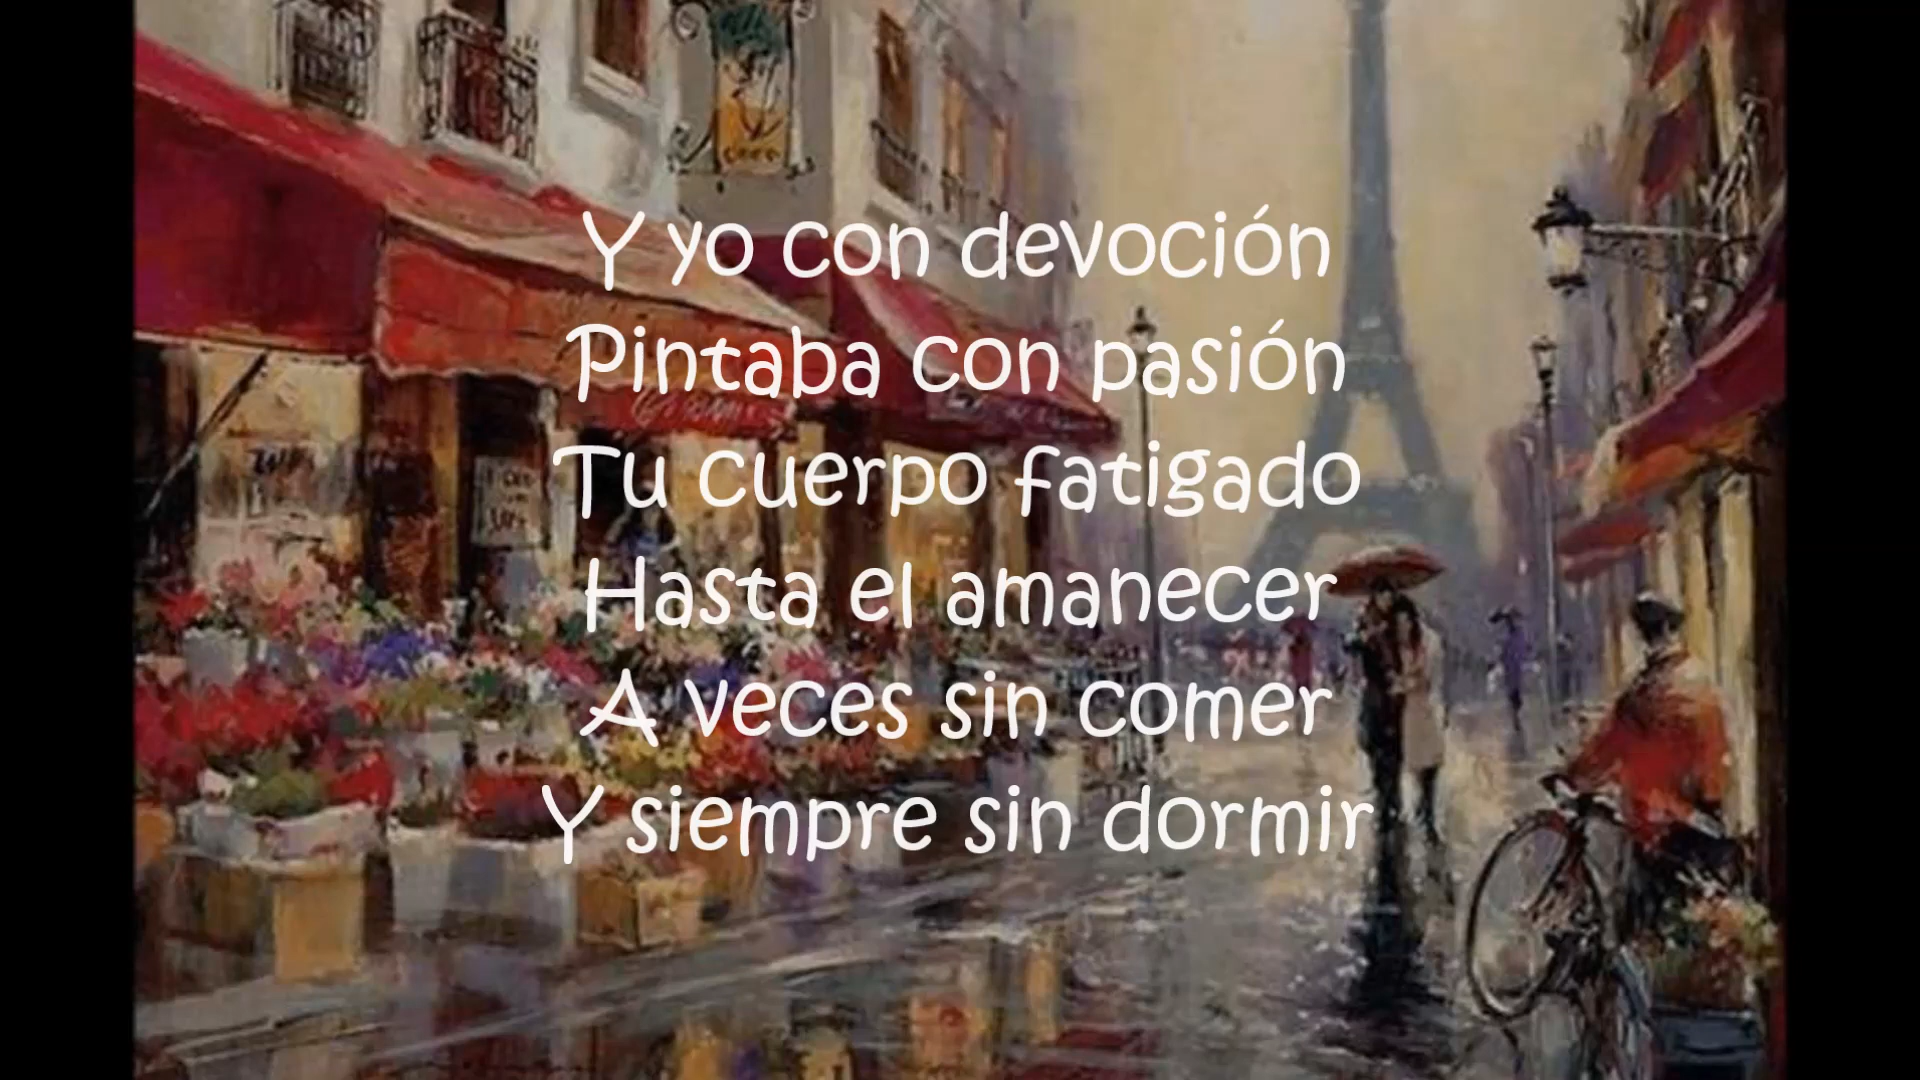 Y yo con devoción
Pintaba con pasión
Tu cuerpo fatigado
Hasta el amanecer
A veces sin comer
Y siempre sin dormir